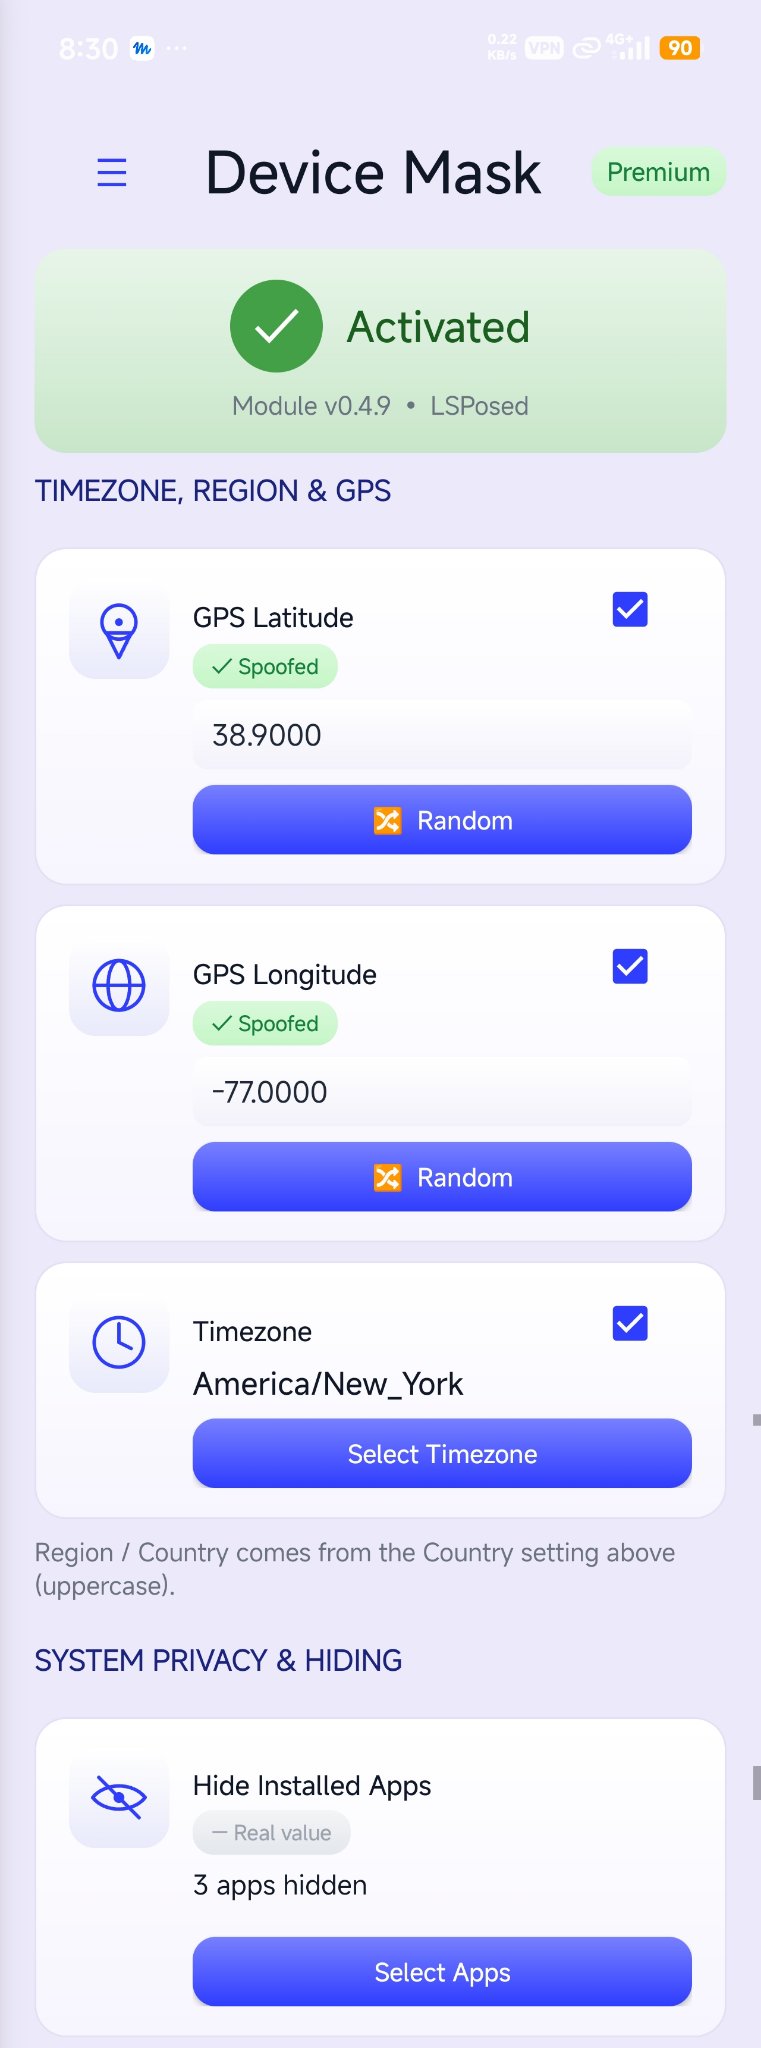 8:30
0.22
KB/s
VPN
4G+
90
Device Mask
Premium
Activated
Module v0.4.9 • LSPosed
TIMEZONE, REGION & GPS
GPS Latitude
✓ Spoofed
38.9000
🔀 Random
GPS Longitude
✓ Spoofed
-77.0000
🔀 Random
Timezone
America/New_York
Select Timezone
Region / Country comes from the Country setting above
(uppercase).
SYSTEM PRIVACY & HIDING
Hide Installed Apps
— Real value
3 apps hidden
Select Apps